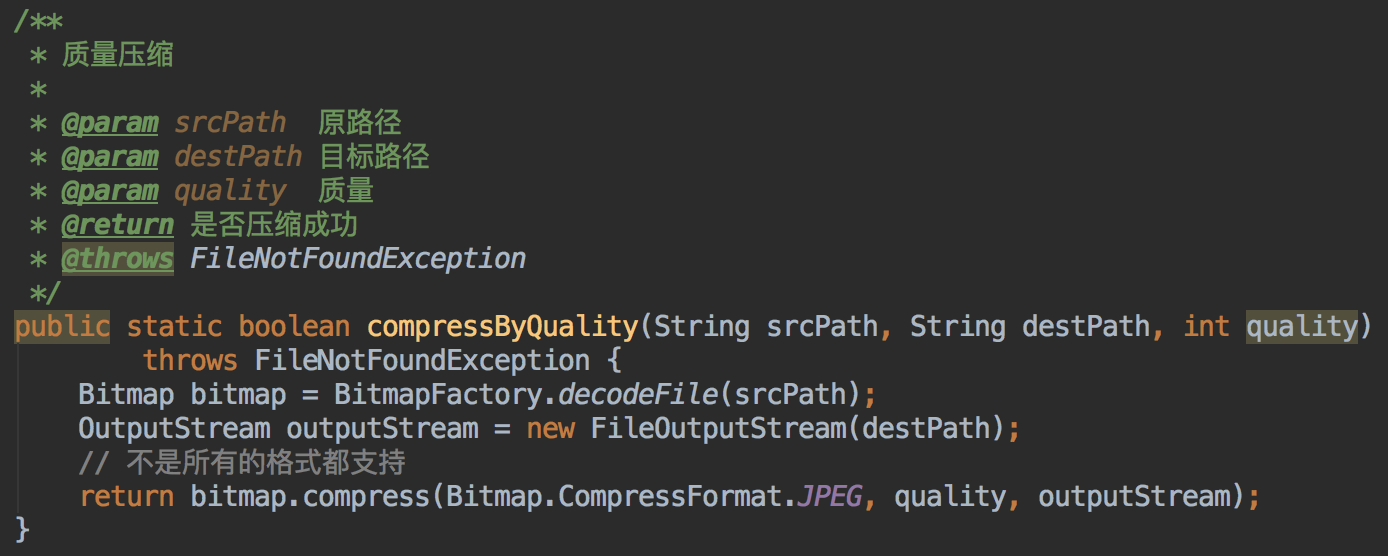 /**
 * 质量压缩
 *
 * @param srcPath  原路径
 * @param destPath 目标路径
 * @param quality  质量
 * @return 是否压缩成功
 * @throws FileNotFoundException
 */
public static boolean compressByQuality(String srcPath, String destPath, int quality)
        throws FileNotFoundException {
    Bitmap bitmap = BitmapFactory.decodeFile(srcPath);
    OutputStream outputStream = new FileOutputStream(destPath);
    // 不是所有的格式都支持
    return bitmap.compress(Bitmap.CompressFormat.JPEG, quality, outputStream);
}